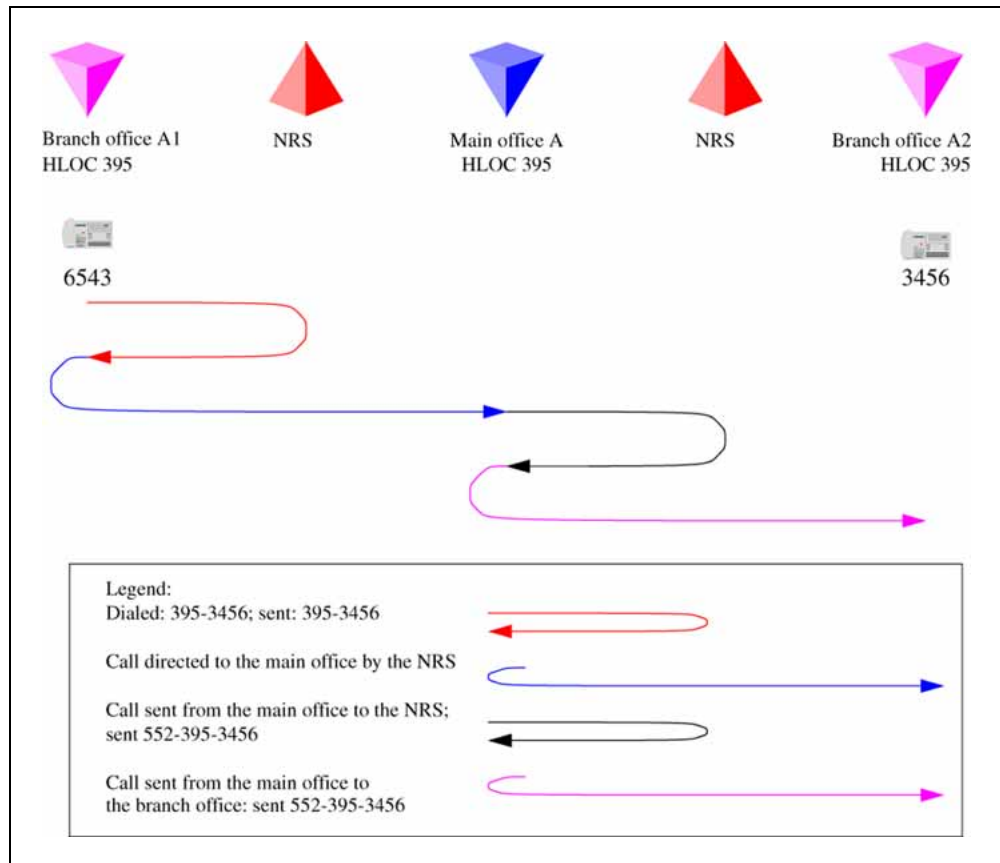 Branch office A1
HLOC 395
NRS
Main office A
HLOC 395
NRS
Branch office A2
HLOC 395
6543
3456
Legend:
Dialed: 395-3456; sent: 395-3456
Call directed to the main office by the NRS
Call sent from the main office to the NRS;
sent 552-395-3456
Call sent from the main office to
the branch office: sent 552-395-3456